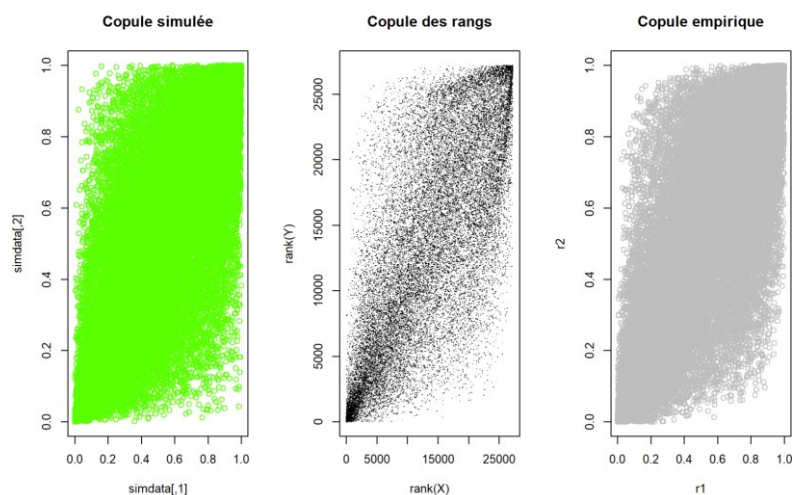 Copule simulée
Copule des rangs
Copule empirique
simdata[,2]
0.0 0.2 0.4 0.6 0.8 1.0
0.0 0.2 0.4 0.6 0.8 1.0
simdata[,1]
rank(Y)
0 5000 10000 15000 20000 25000
0 5000 15000 25000
rank(X)
r2
0.0 0.2 0.4 0.6 0.8 1.0
0.0 0.2 0.4 0.6 0.8 1.0
r1